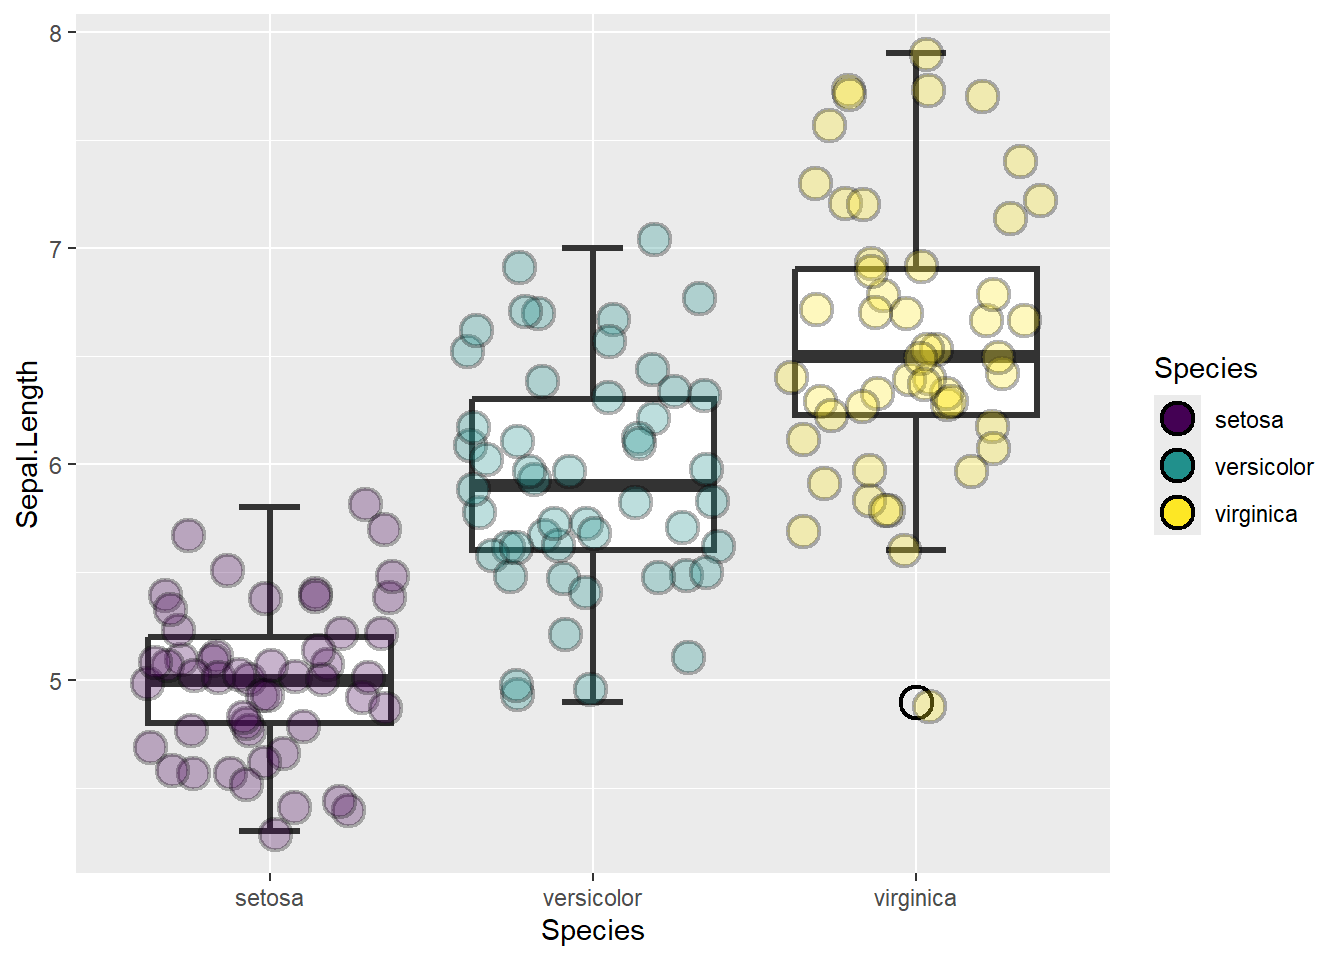 8
7
6
5
Sepal.Length
setosa
versicolor
virginica
Species
Species
setosa
versicolor
virginica